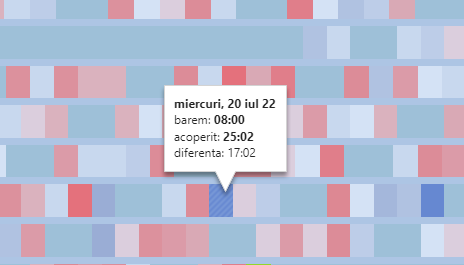 miercuri, 20 iul 22
barem: 08:00
acoperit: 25:02
diferenta: 17:02